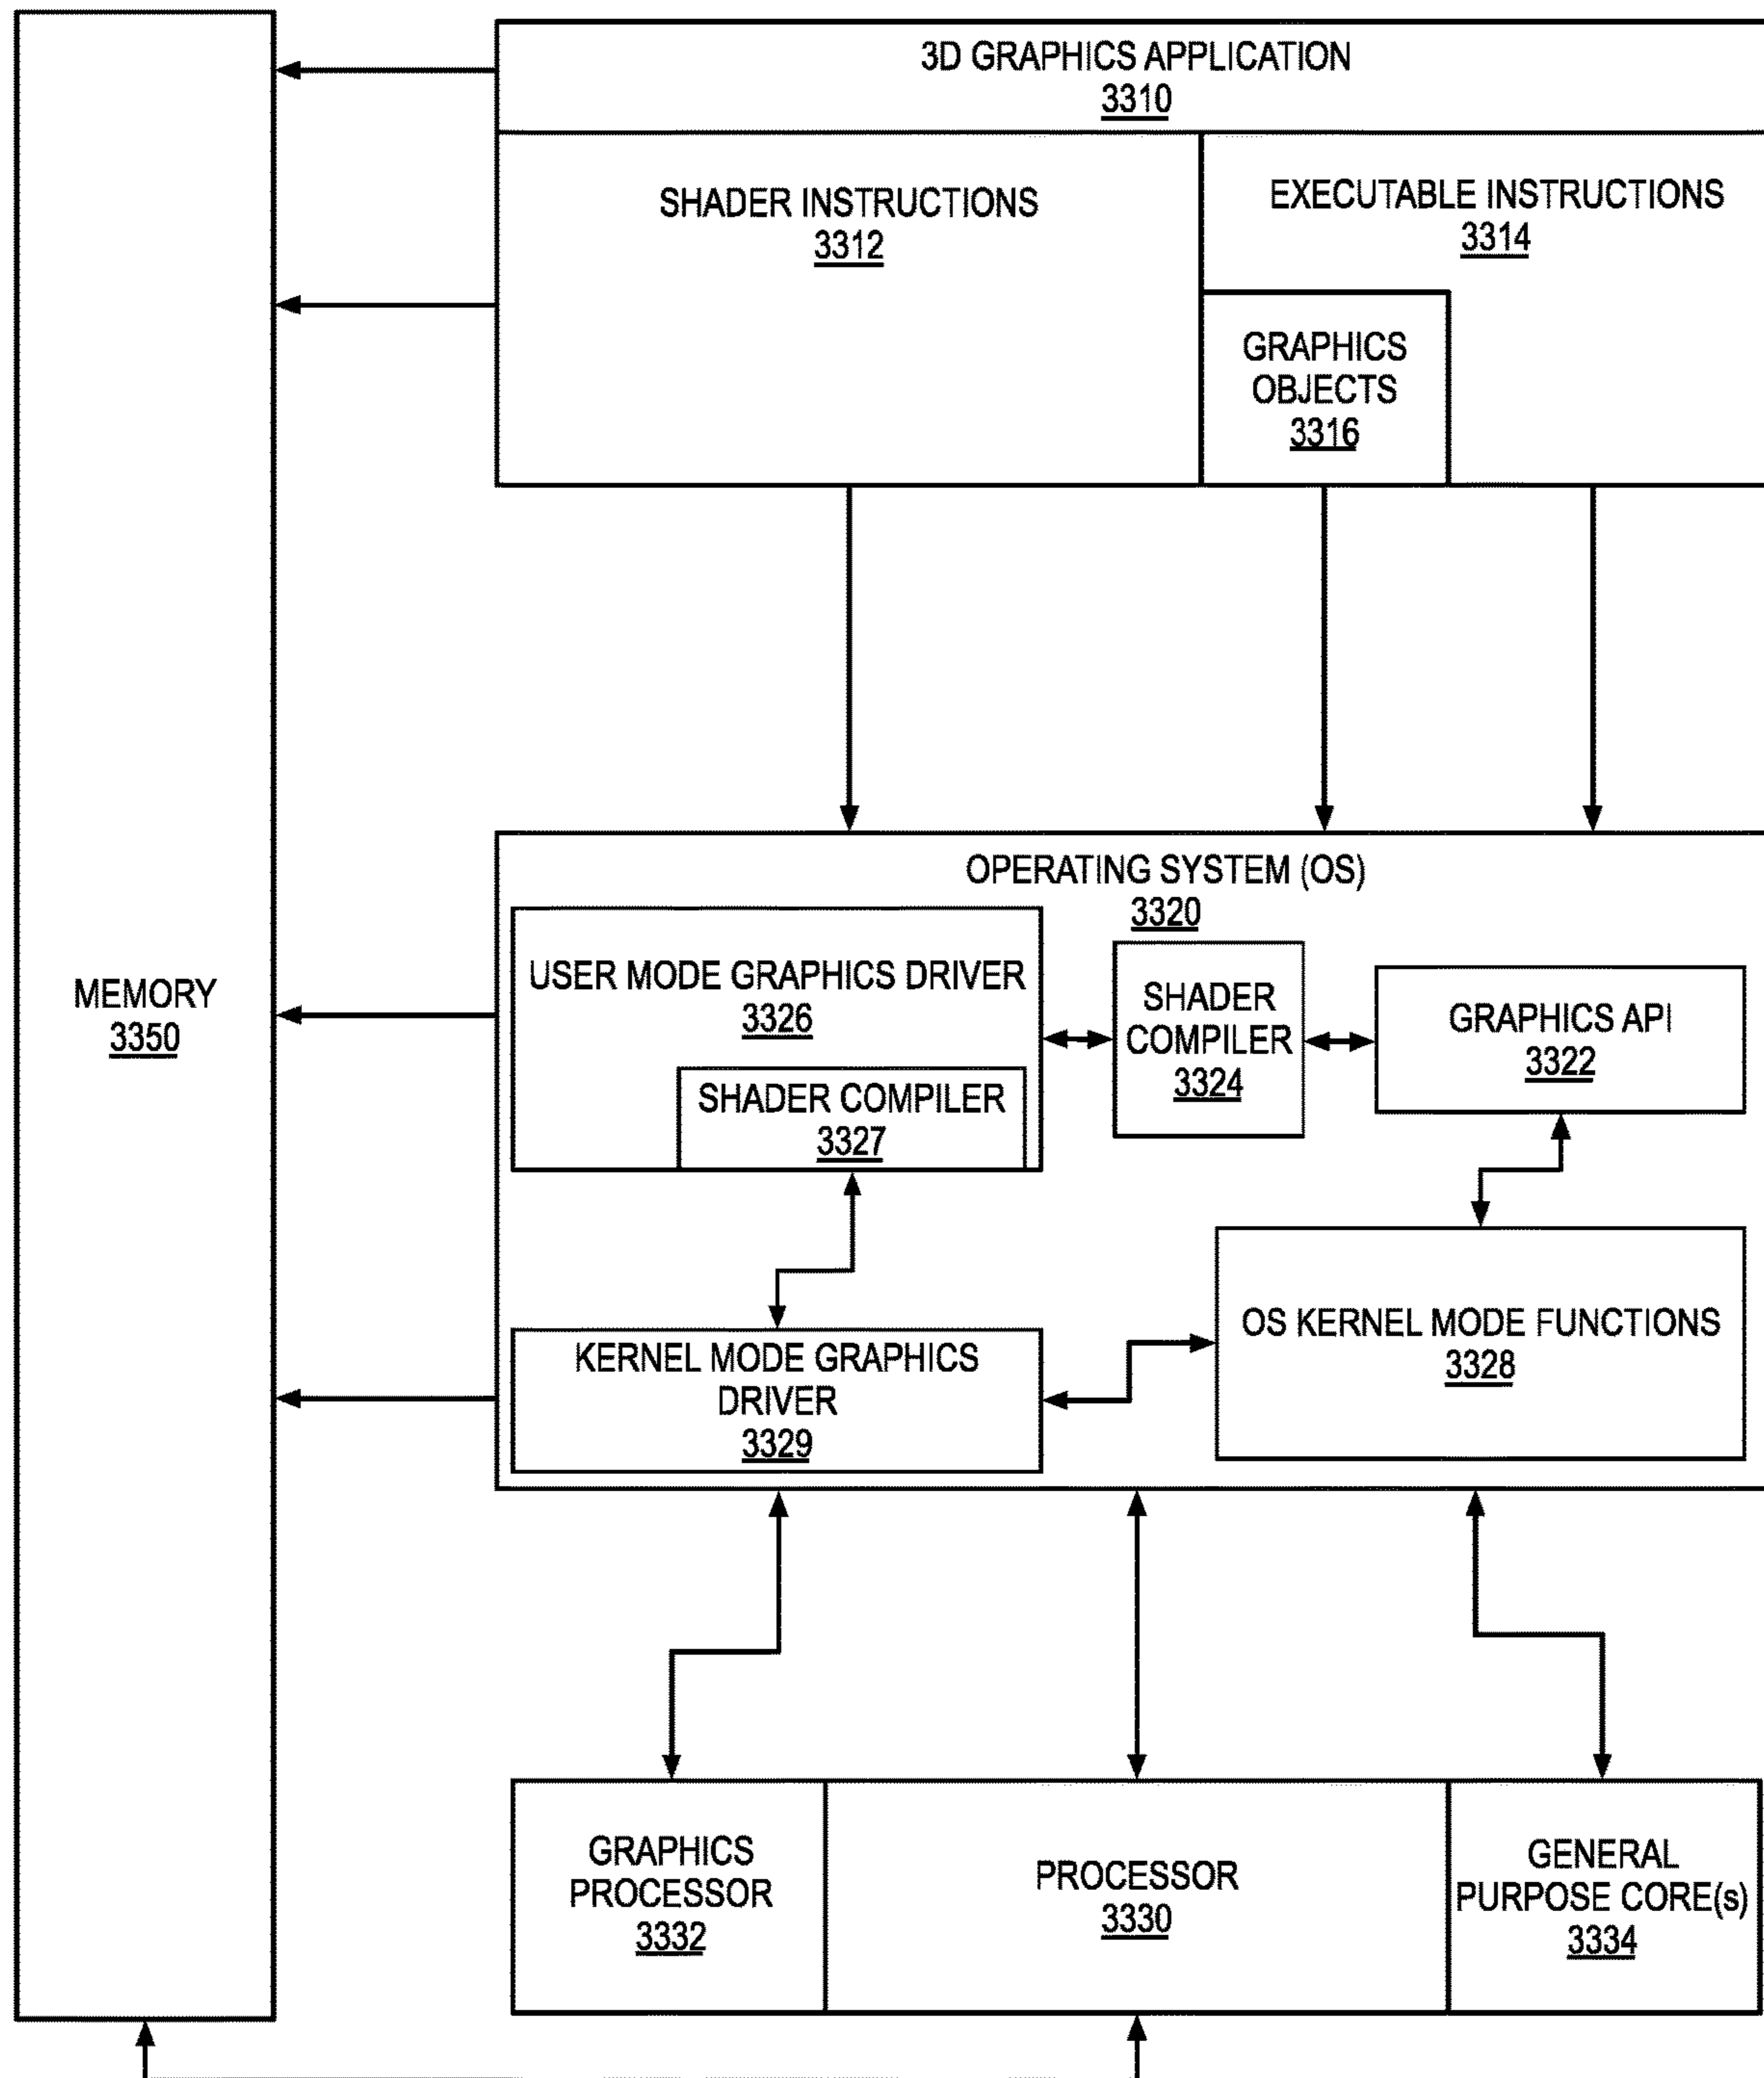 3D GRAPHICS APPLICATION
3310
SHADER INSTRUCTIONS
3312
EXECUTABLE INSTRUCTIONS
3314
GRAPHICS
OBJECTS
3316
MEMORY
3350
OPERATING SYSTEM (OS)
3320
USER MODE GRAPHICS DRIVER
3326
SHADER COMPILER
3327
SHADER
COMPILER
3324
GRAPHICS API
3322
KERNEL MODE GRAPHICS
DRIVER
3329
OS KERNEL MODE FUNCTIONS
3328
GRAPHICS
PROCESSOR
3332
PROCESSOR
3330
GENERAL
PURPOSE CORE(s)
3334